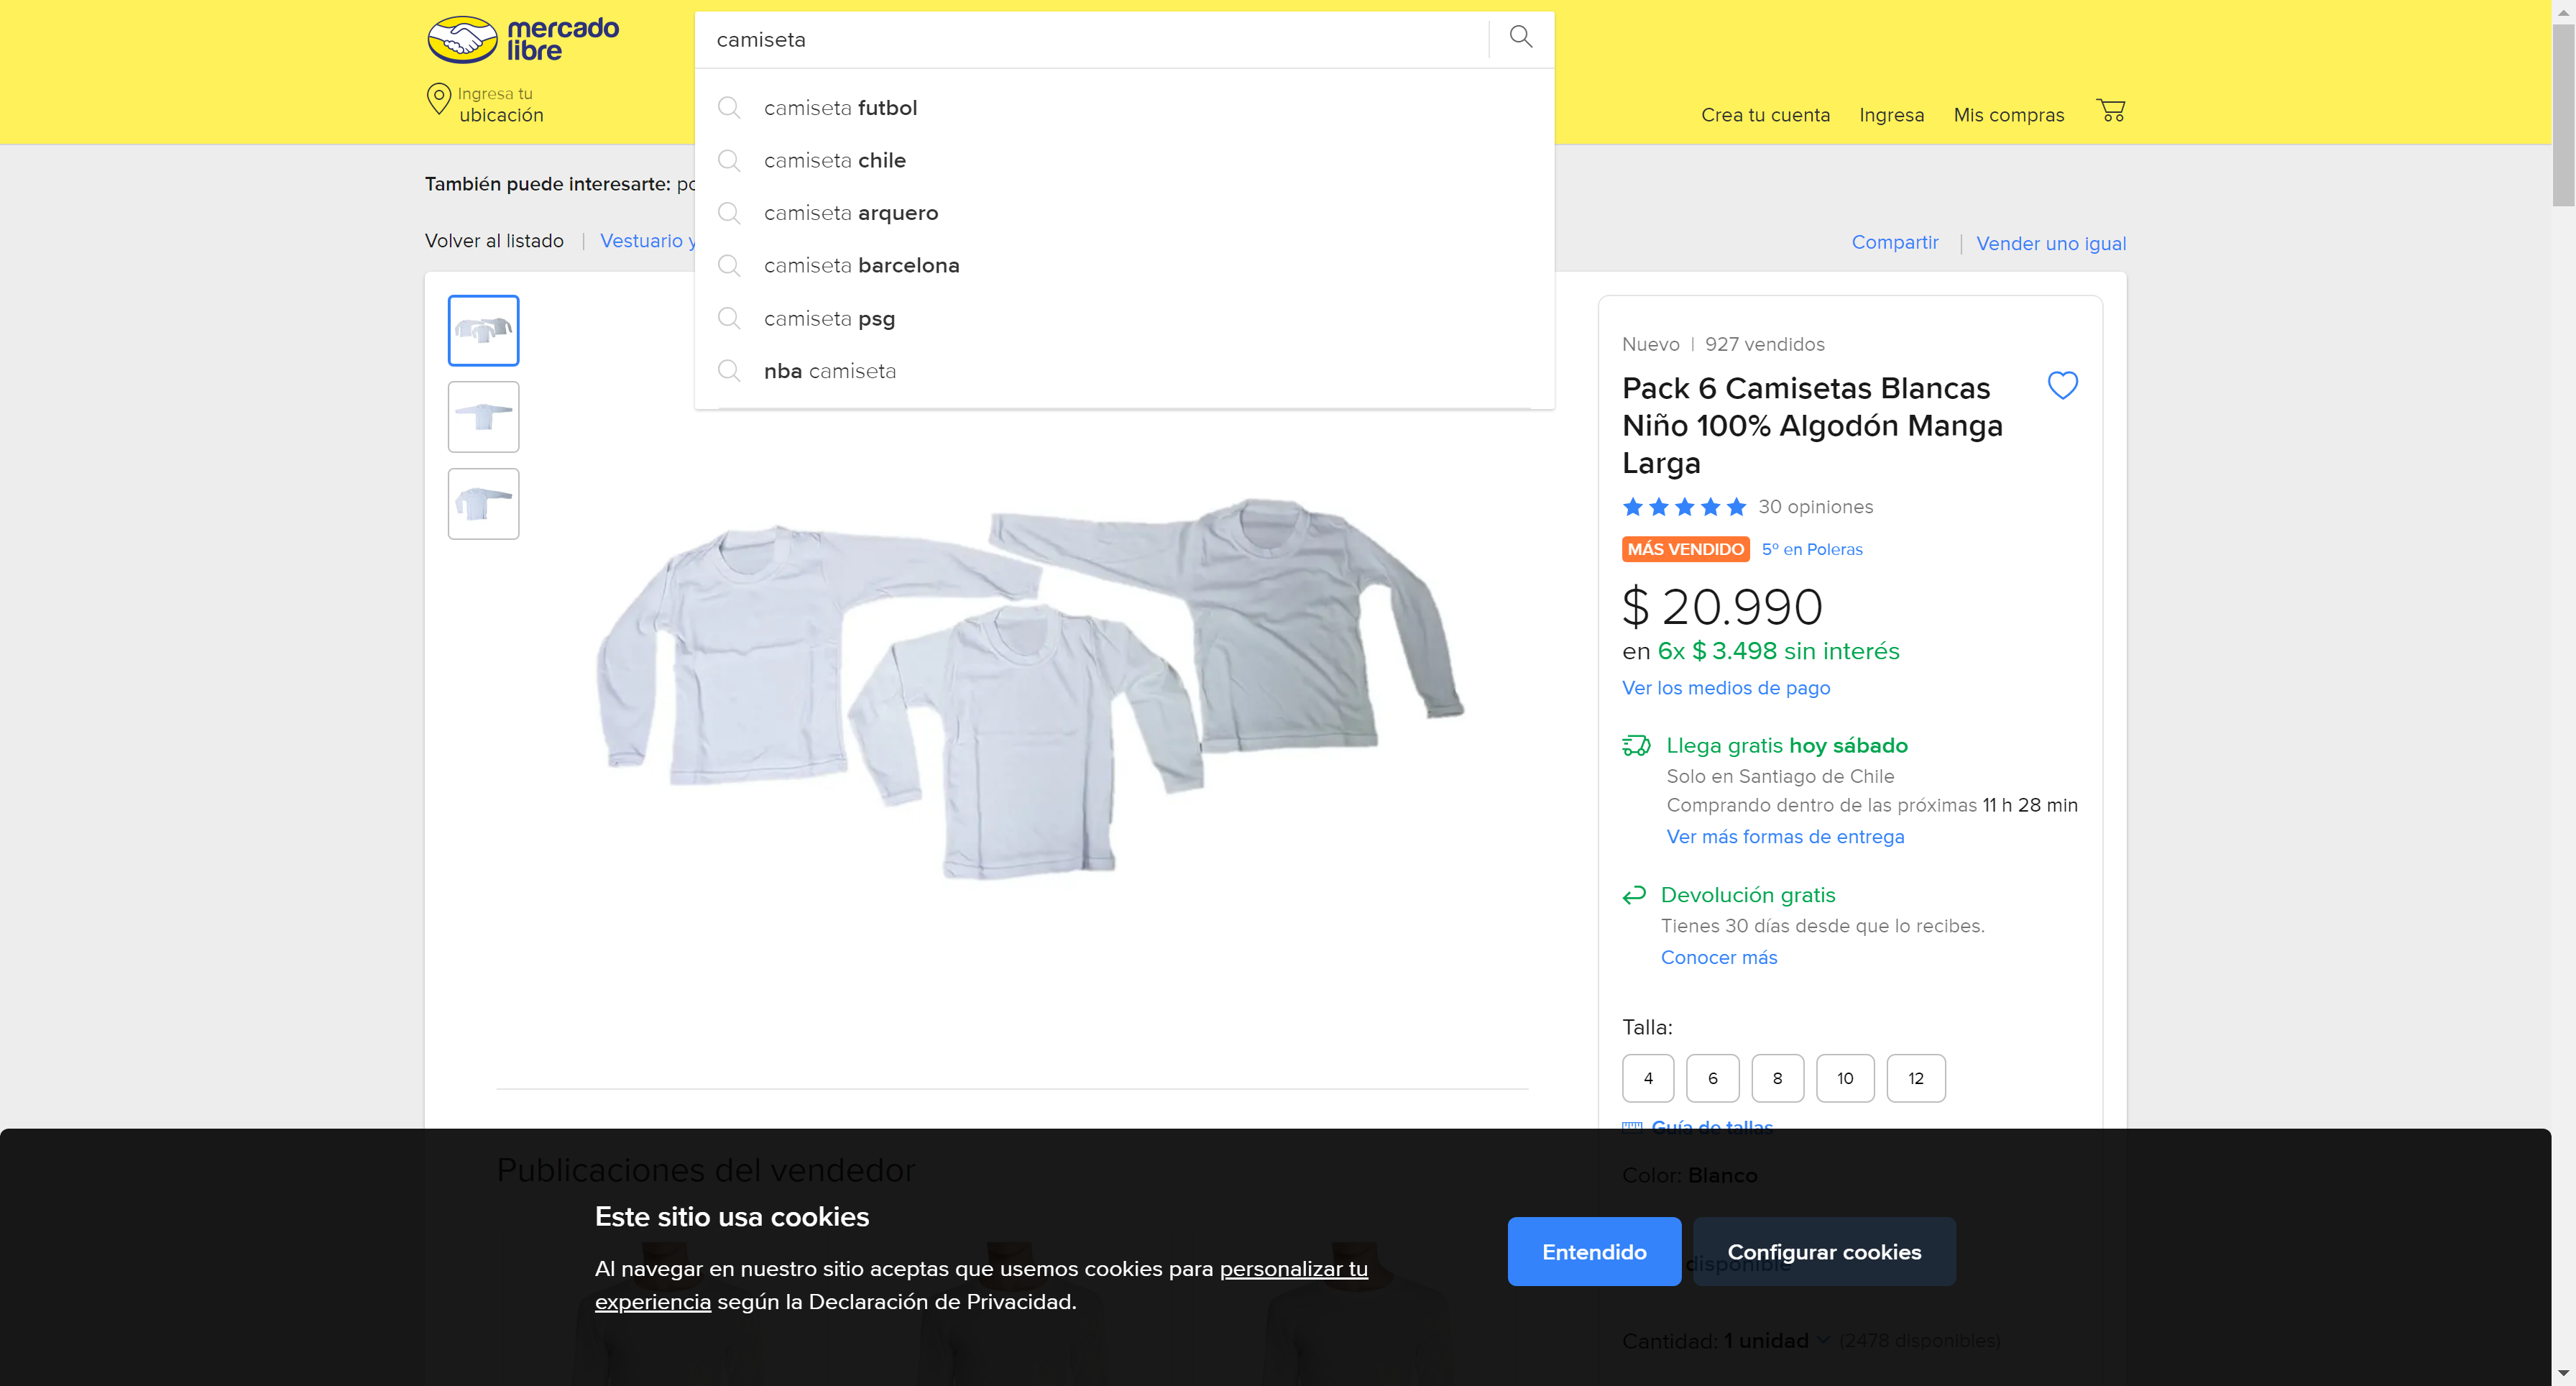 mercado
libre
camiseta
Ingresa tu
ubicación
camiseta futbol
camiseta chile
camiseta arquero
camiseta barcelona
camiseta psg
nba camiseta
Crea tu cuenta
Ingresa
Mis compras
También puede interesarte:
Volver al listado | Vestuario y
Compartir | Vender uno igual
Nuevo | 927 vendidos
Pack 6 Camisetas Blancas
Niño 100% Algodón Manga
Larga
30 opiniones
MÁS VENDIDO 5º en Poleras
$ 20.990
en 6x $ 3.498 sin interés
Ver los medios de pago
Llega gratis hoy sábado
Solo en Santiago de Chile
Comprando dentro de las próximas 11 h 28 min
Ver más formas de entrega
Devolución gratis
Tienes 30 días desde que lo recibes.
Conocer más
Talla:
4 6 8 10 12
Guía de tallas
Publicaciones del vendedor
Color: Blanco
Este sitio usa cookies
Al navegar en nuestro sitio aceptas que usemos cookies para personalizar tu
experiencia según la Declaración de Privacidad.
Entendido
Configurar cookies
disponible
Cantidad: 1 unidad (2478 disponibles)